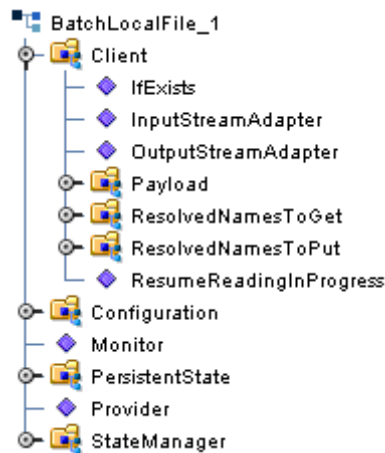 BatchLocalFile_1
Client
IfExists
InputStreamAdapter
OutputStreamAdapter
Payload
ResolvedNamesToGet
ResolvedNamesToPut
ResumeReadingInProgress
Configuration
Monitor
PersistentState
Provider
StateManager